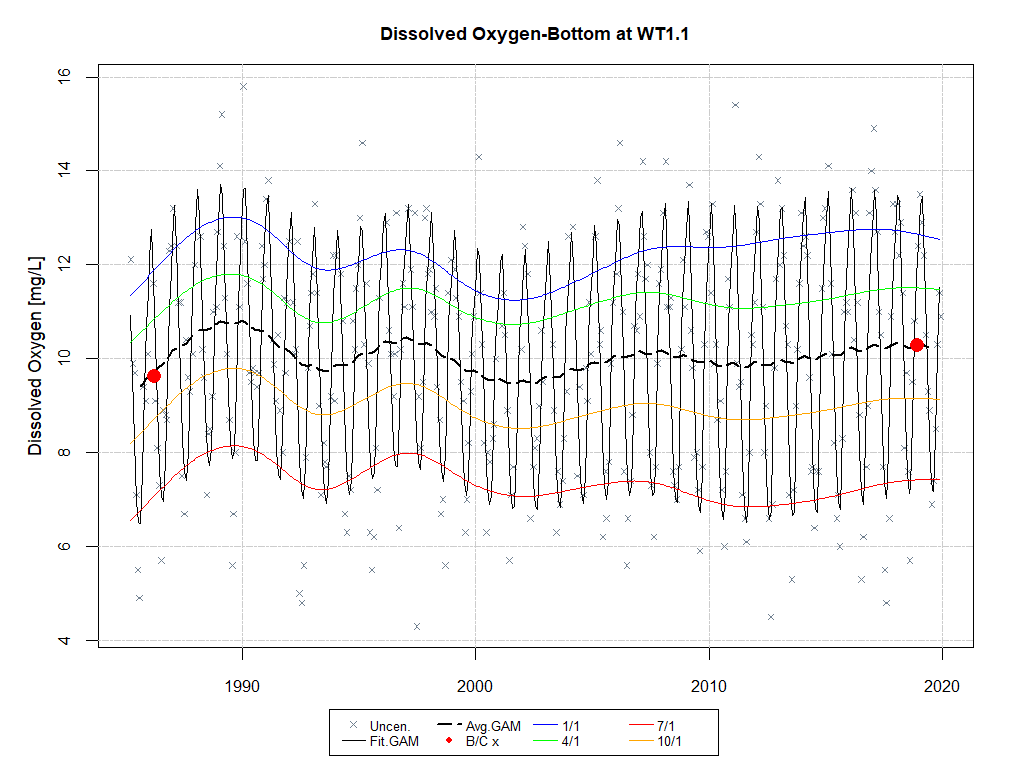 Dissolved Oxygen-Bottom at WT1.1
Dissolved Oxygen [mg/L]
16
14
12
10
8
6
4
1990 2000 2010 2020
Uncen. Avg.GAM 1/1 7/1
Fit.GAM B/C x 4/1 10/1